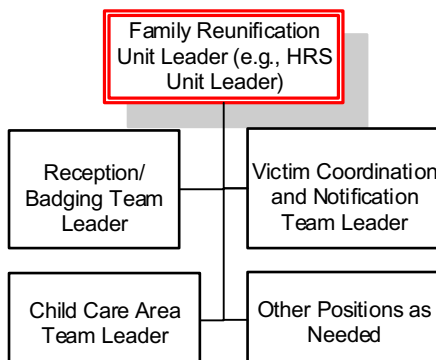 Family Reunification
Unit Leader (e.g., HRS
Unit Leader)
Reception/
Badging Team
Leader
Victim Coordination
and Notification
Team Leader
Child Care Area
Team Leader
Other Positions as
Needed